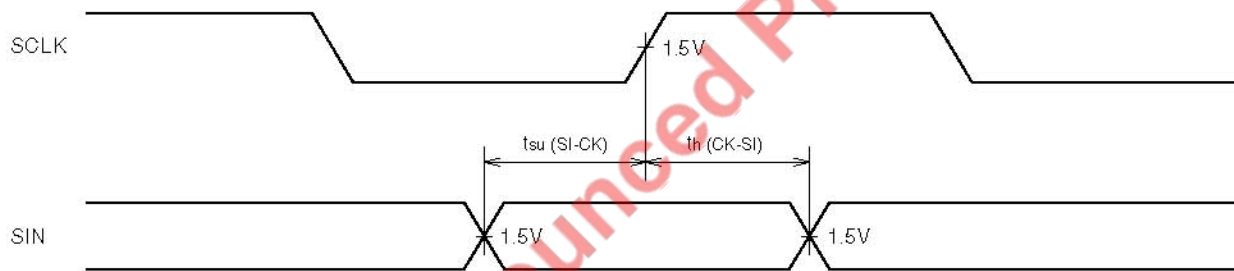 SCLK
1.5V
tsu (SI-CK)
th (CK-SI)
SIN
1.5V
1.5V